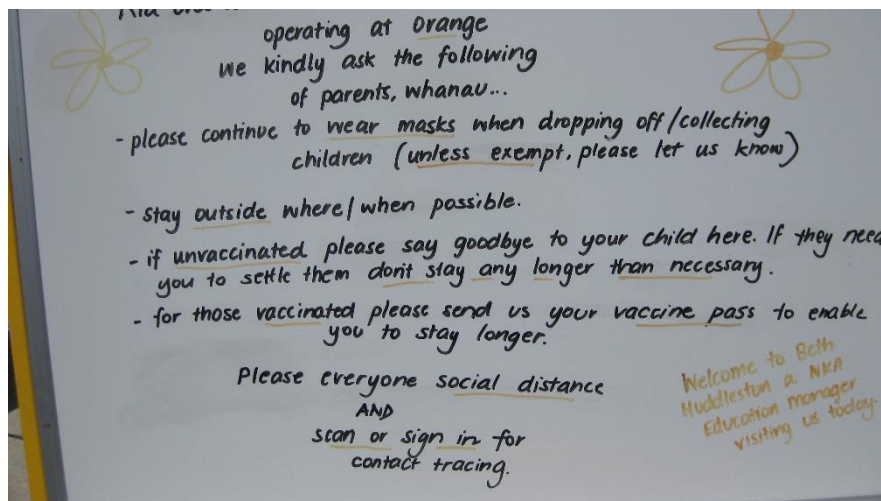 operating at orange
we kindly ask the following
of parents, whanau...
- please continue to wear masks when dropping off/collecting
children (unless exempt, please let us know)
- stay outside where/when possible.
- if unvaccinated please say goodbye to your child here. If they need
you to settle them dont stay any longer than necessary.
- for those vaccinated please send us your vaccine pass to enable
you to stay longer.
Please everyone social distance
AND
scan or sign in for
contact tracing.
Welcome to Beth
Huddleston a NKA
Education manager
visiting us today.